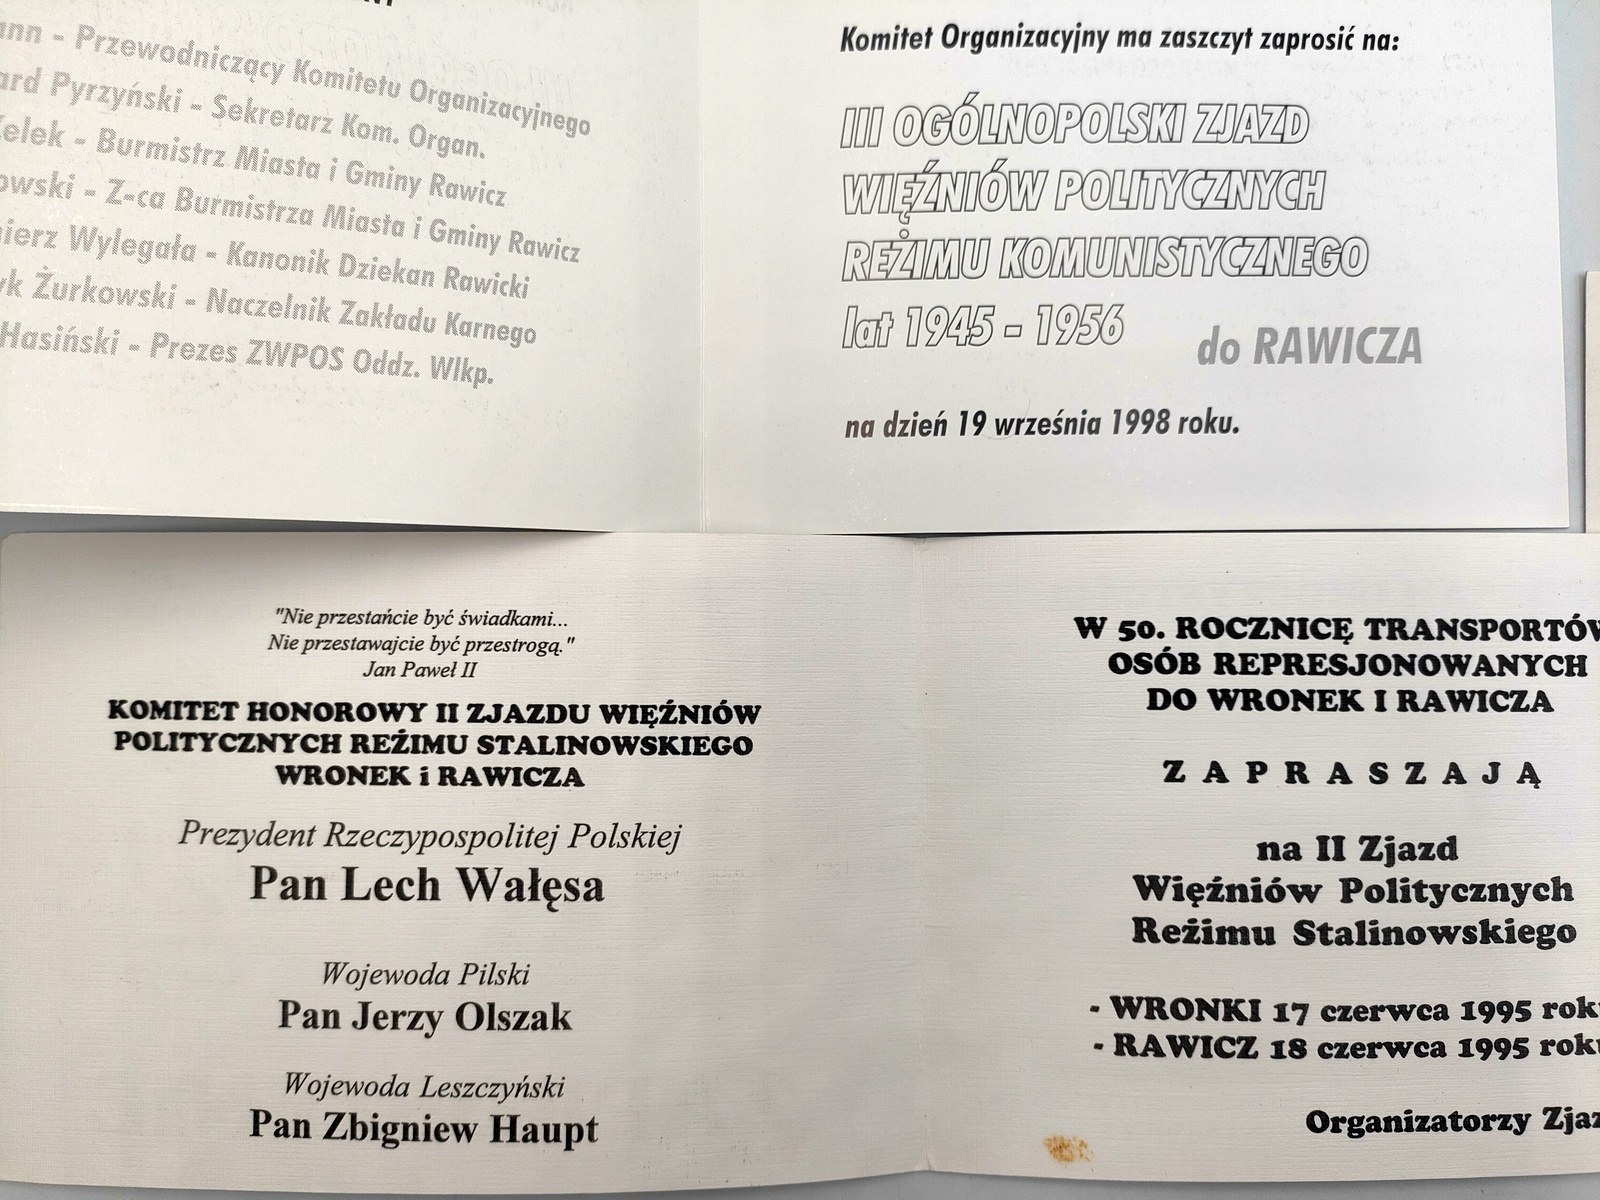 Przewodniczący Komitetu Organizacyjnego
Pyrzyński - Sekretarz Kom. Organ.
- Burmistrz Miasta i Gminy Rawicz
- Z-ca Burmistrza Miasta i Gminy Rawicz
Wylegała - Kanonik Dziekan Rawicki
Żurkowski - Naczelnik Zakładu Karnego
Hasiński - Prezes ZWPOS Oddz. Wlkp.
Komitet Organizacyjny ma zaszczyt zaprosić na:
III OGÓLNOPOLSKI ZJAZD
WIĘŹNIÓW POLITYCZNYCH
REŻIMU KOMUNISTYCZNEGO
lat 1945 - 1956
do RAWICZA
na dzień 19 września 1998 roku.
"Nie przestańcie być świadkami...
Nie przestawajcie być przestrogą."
Jan Paweł II
KOMITET HONOROWY II ZJAZDU WIĘŹNIÓW
POLITYCZNYCH REŻIMU STALINOWSKIEGO
WRONEK i RAWICZA
Prezydent Rzeczypospolitej Polskiej
Pan Lech Wałęsa
Wojewoda Pilski
Pan Jerzy Olszak
Wojewoda Leszczyński
Pan Zbigniew Haupt
W 50. ROCZNICĘ TRANSPORTÓW
OSÓB REPRESJONOWANYCH
DO WRONEK I RAWICZA
Z A P R A S Z A J Ą
na II Zjazd
Więźniów Politycznych
Reżimu Stalinowskiego
- WRONKI 17 czerwca 1995 roku
- RAWICZ 18 czerwca 1995 roku
Organizatorzy Zjaz